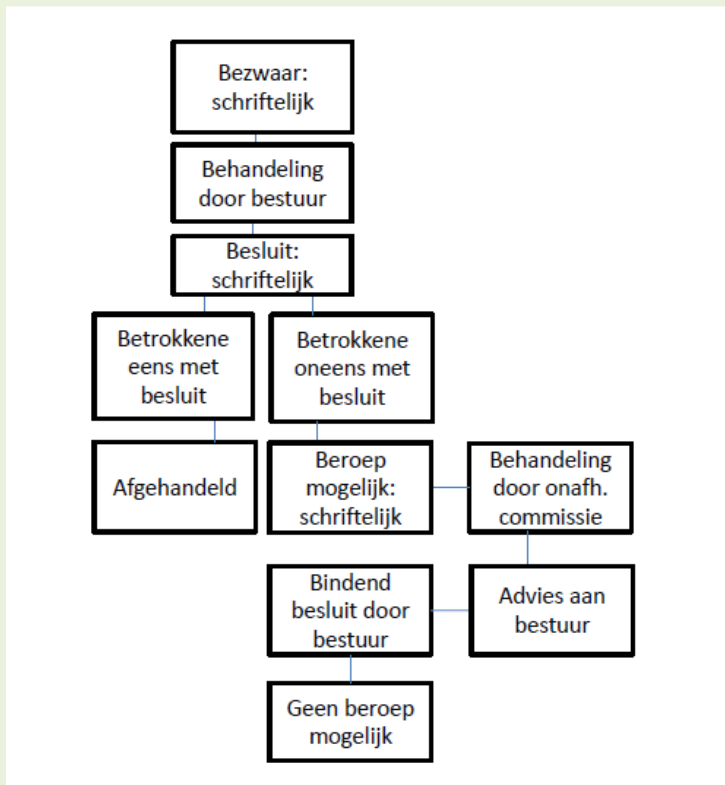 Bezwaar:
schriftelijk
Behandeling
door bestuur
Besluit:
schriftelijk
Betrokkene
eens met
besluit
Betrokkene
oneens met
besluit
Afgehandeld
Beroep
mogelijk:
schriftelijk
Behandeling
door onafh.
commissie
Advies aan
bestuur
Bindend
besluit door
bestuur
Geen beroep
mogelijk